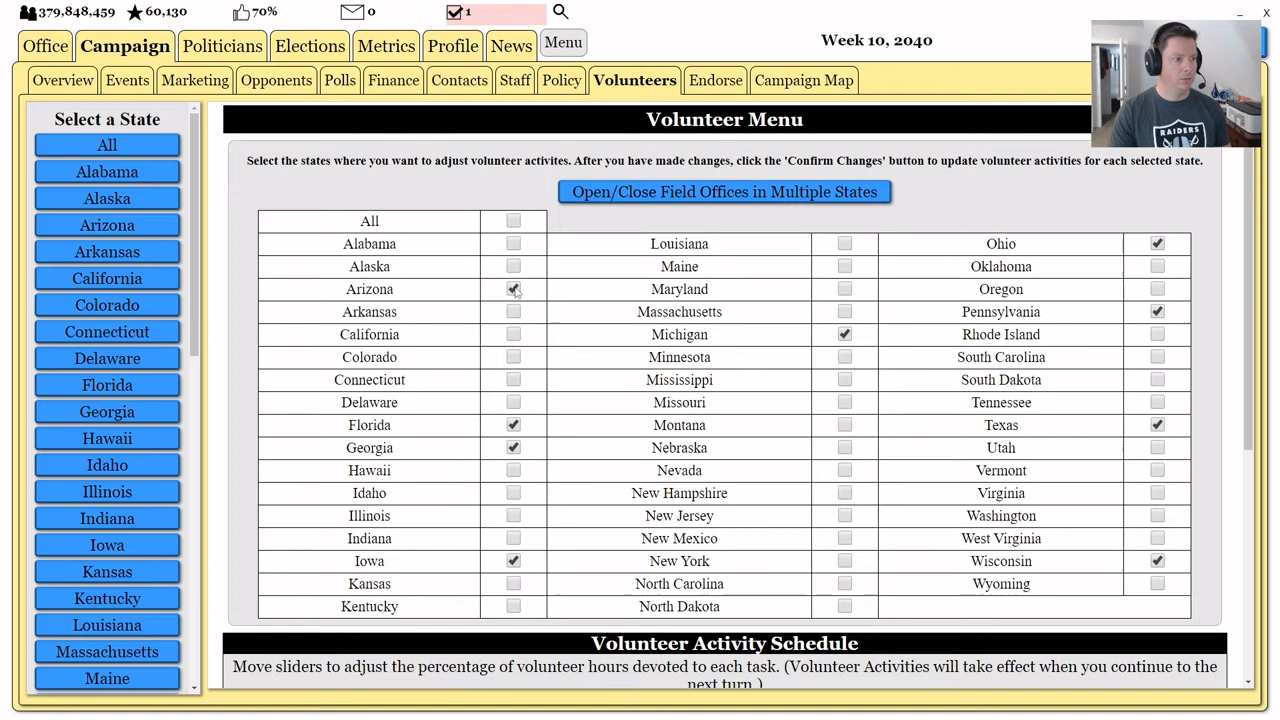 379,848,459 60,130 70% 0 1
Office Campaign Politicians Elections Metrics Profile News Menu Week 10, 2040 _ X
Overview Events Marketing Opponents Polls Finance Contacts Staff Policy Volunteers Endorse Campaign Map
Select a State
All
Alabama
Alaska
Arizona
Arkansas
California
Colorado
Connecticut
Delaware
Florida
Georgia
Hawaii
Idaho
Illinois
Indiana
Iowa
Kansas
Kentucky
Louisiana
Massachusetts
Maine
Volunteer Menu
Select the states where you want to adjust volunteer activites. After you have made changes, click the 'Confirm Changes' button to update volunteer activities for each selected state.
Open/Close Field Offices in Multiple States
All
Alabama Louisiana Ohio
Alaska Maine Oklahoma
Arizona Maryland Oregon
Arkansas Massachusetts Pennsylvania
California Michigan Rhode Island
Colorado Minnesota South Carolina
Connecticut Mississippi South Dakota
Delaware Missouri Tennessee
Florida Montana Texas
Georgia Nebraska Utah
Hawaii Nevada Vermont
Idaho New Hampshire Virginia
Illinois New Jersey Washington
Indiana New Mexico West Virginia
Iowa New York Wisconsin
Kansas North Carolina Wyoming
Kentucky North Dakota
Volunteer Activity Schedule
Move sliders to adjust the percentage of volunteer hours devoted to each task. (Volunteer Activities will take effect when you continue to the
next turn.)
RAIDERS